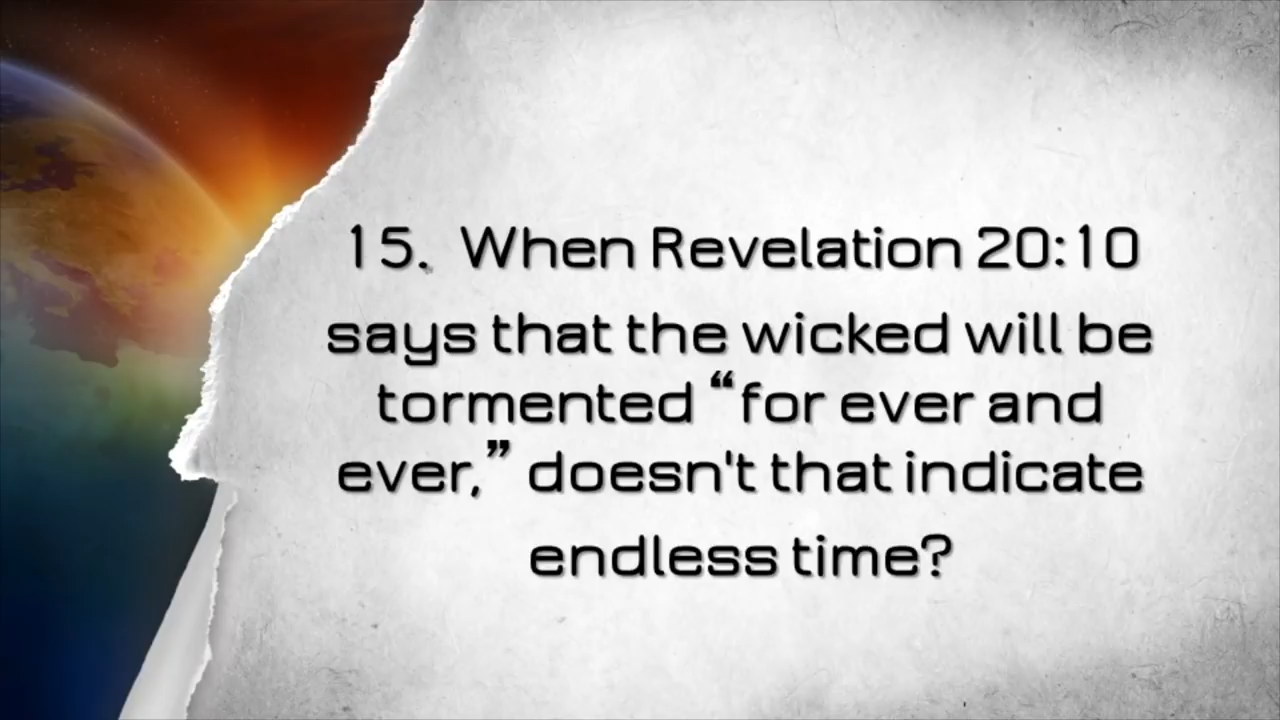 15. When Revelation 20:10
says that the wicked will be
tormented “for ever and
ever,” doesn't that indicate
endless time?